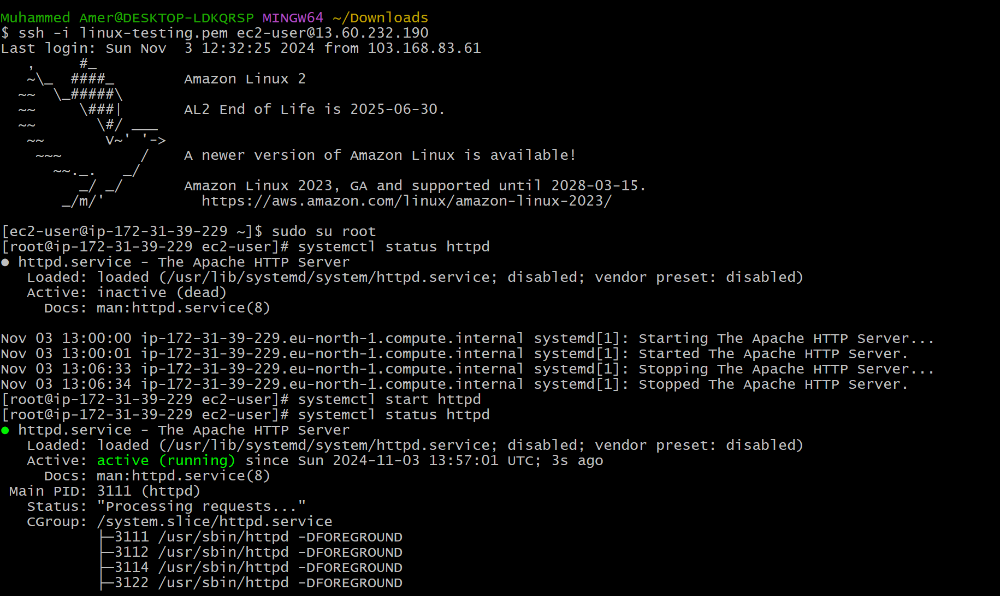 Muhammed Amer@DESKTOP-LDKQRSP MINGW64 ~/Downloads
$ ssh -i linux-testing.pem ec2-user@13.60.232.190
Last login: Sun Nov  3 12:32:25 2024 from 103.168.83.61
   ,     #_
   ~\_  ####_        Amazon Linux 2
  ~~  \_#####\
  ~~     \###|       AL2 End of Life is 2025-06-30.
  ~~       \#/ ___
   ~~       V~' '->
    ~~~         /    A newer version of Amazon Linux is available!
      ~~._.   _/
         _/ _/       Amazon Linux 2023, GA and supported until 2028-03-15.
       _/m/'           https://aws.amazon.com/linux/amazon-linux-2023/

[ec2-user@ip-172-31-39-229 ~]$ sudo su root
[root@ip-172-31-39-229 ec2-user]# systemctl status httpd
● httpd.service - The Apache HTTP Server
   Loaded: loaded (/usr/lib/systemd/system/httpd.service; disabled; vendor preset: disabled)
   Active: inactive (dead)
     Docs: man:httpd.service(8)

Nov 03 13:00:00 ip-172-31-39-229.eu-north-1.compute.internal systemd[1]: Starting The Apache HTTP Server...
Nov 03 13:00:01 ip-172-31-39-229.eu-north-1.compute.internal systemd[1]: Started The Apache HTTP Server.
Nov 03 13:06:33 ip-172-31-39-229.eu-north-1.compute.internal systemd[1]: Stopping The Apache HTTP Server...
Nov 03 13:06:34 ip-172-31-39-229.eu-north-1.compute.internal systemd[1]: Stopped The Apache HTTP Server.
[root@ip-172-31-39-229 ec2-user]# systemctl start httpd
[root@ip-172-31-39-229 ec2-user]# systemctl status httpd
● httpd.service - The Apache HTTP Server
   Loaded: loaded (/usr/lib/systemd/system/httpd.service; disabled; vendor preset: disabled)
   Active: active (running) since Sun 2024-11-03 13:57:01 UTC; 3s ago
     Docs: man:httpd.service(8)
 Main PID: 3111 (httpd)
   Status: "Processing requests..."
   CGroup: /system.slice/httpd.service
           ├─3111 /usr/sbin/httpd -DFOREGROUND
           ├─3112 /usr/sbin/httpd -DFOREGROUND
           ├─3114 /usr/sbin/httpd -DFOREGROUND
           ├─3122 /usr/sbin/httpd -DFOREGROUND